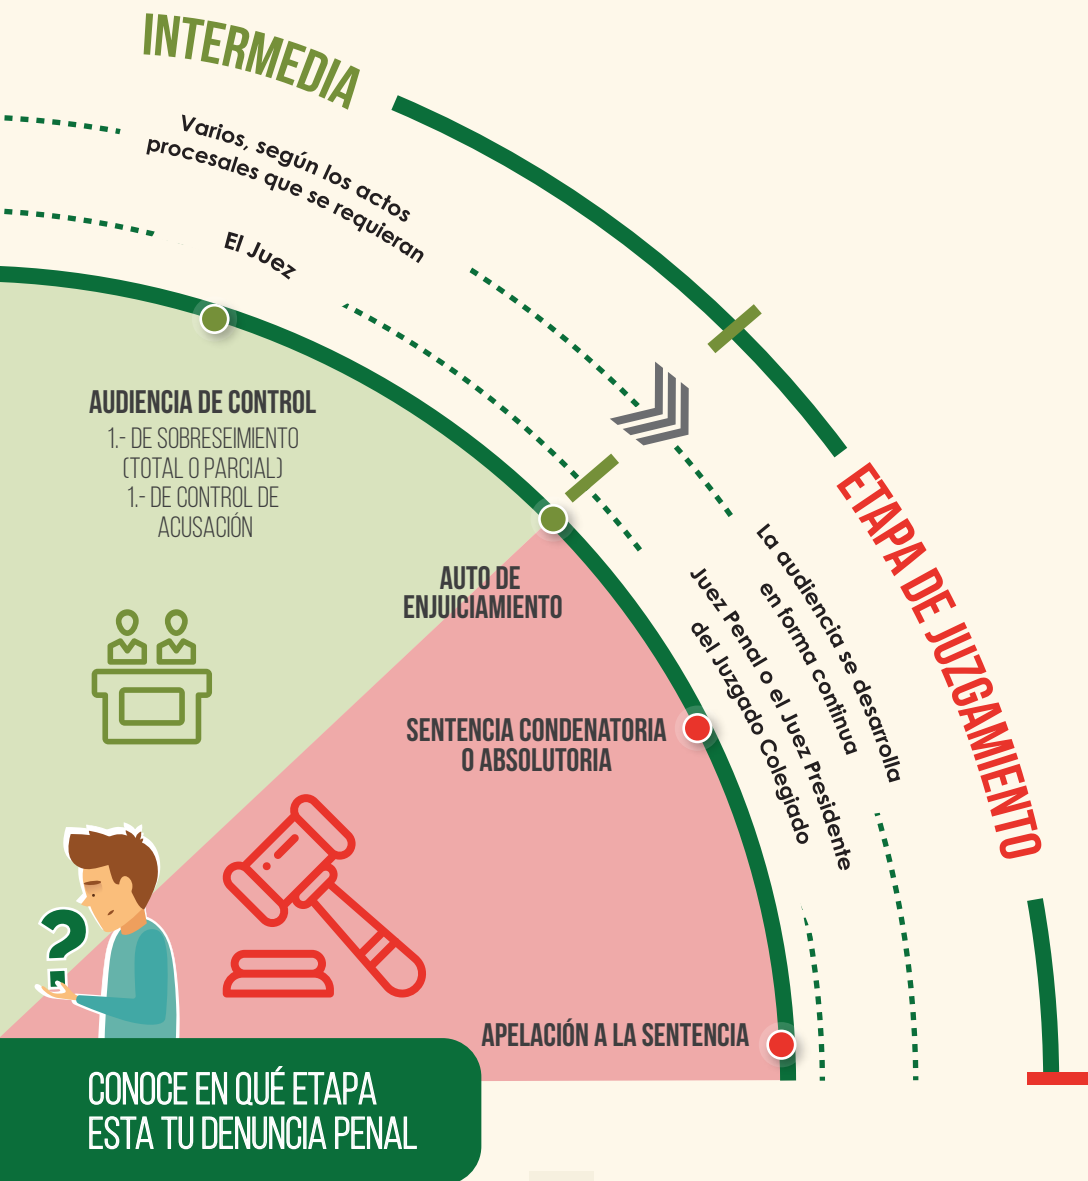 INTERMEDIA
Varios, según los actos
procesales que se requieran
El Juez
AUDIENCIA DE CONTROL
1.- DE SOBRESEIMIENTO
(TOTAL O PARCIAL)
1.- DE CONTROL DE
ACUSACIÓN
AUTO DE
ENJUICIAMIENTO
ETAPA DE JUZGAMIENTO
La audiencia se desarrolla
en forma continua
Juez Penal o el Juez Presidente
del Juzgado Colegiado
SENTENCIA CONDENATORIA
O ABSOLUTORIA
?
APELACIÓN A LA SENTENCIA
CONOCE EN QUÉ ETAPA
ESTA TU DENUNCIA PENAL